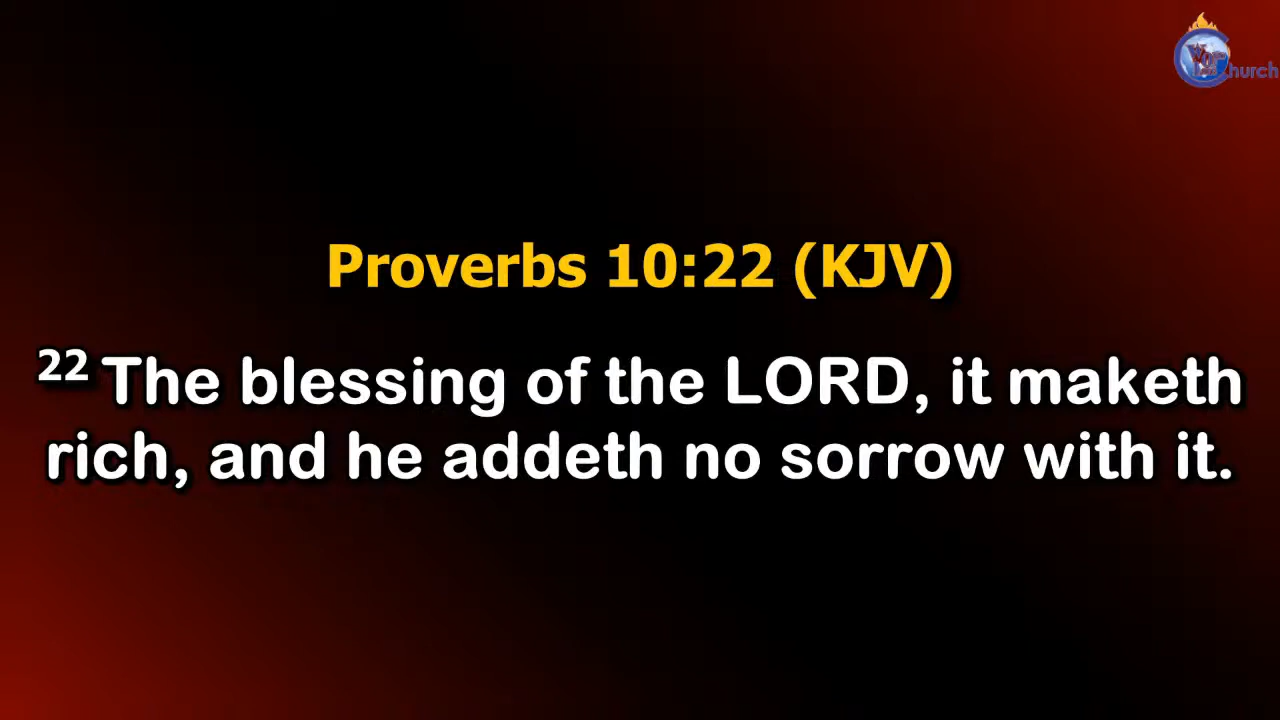 Church
Proverbs 10:22 (KJV)
22 The blessing of the LORD, it maketh
rich, and he addeth no sorrow with it.